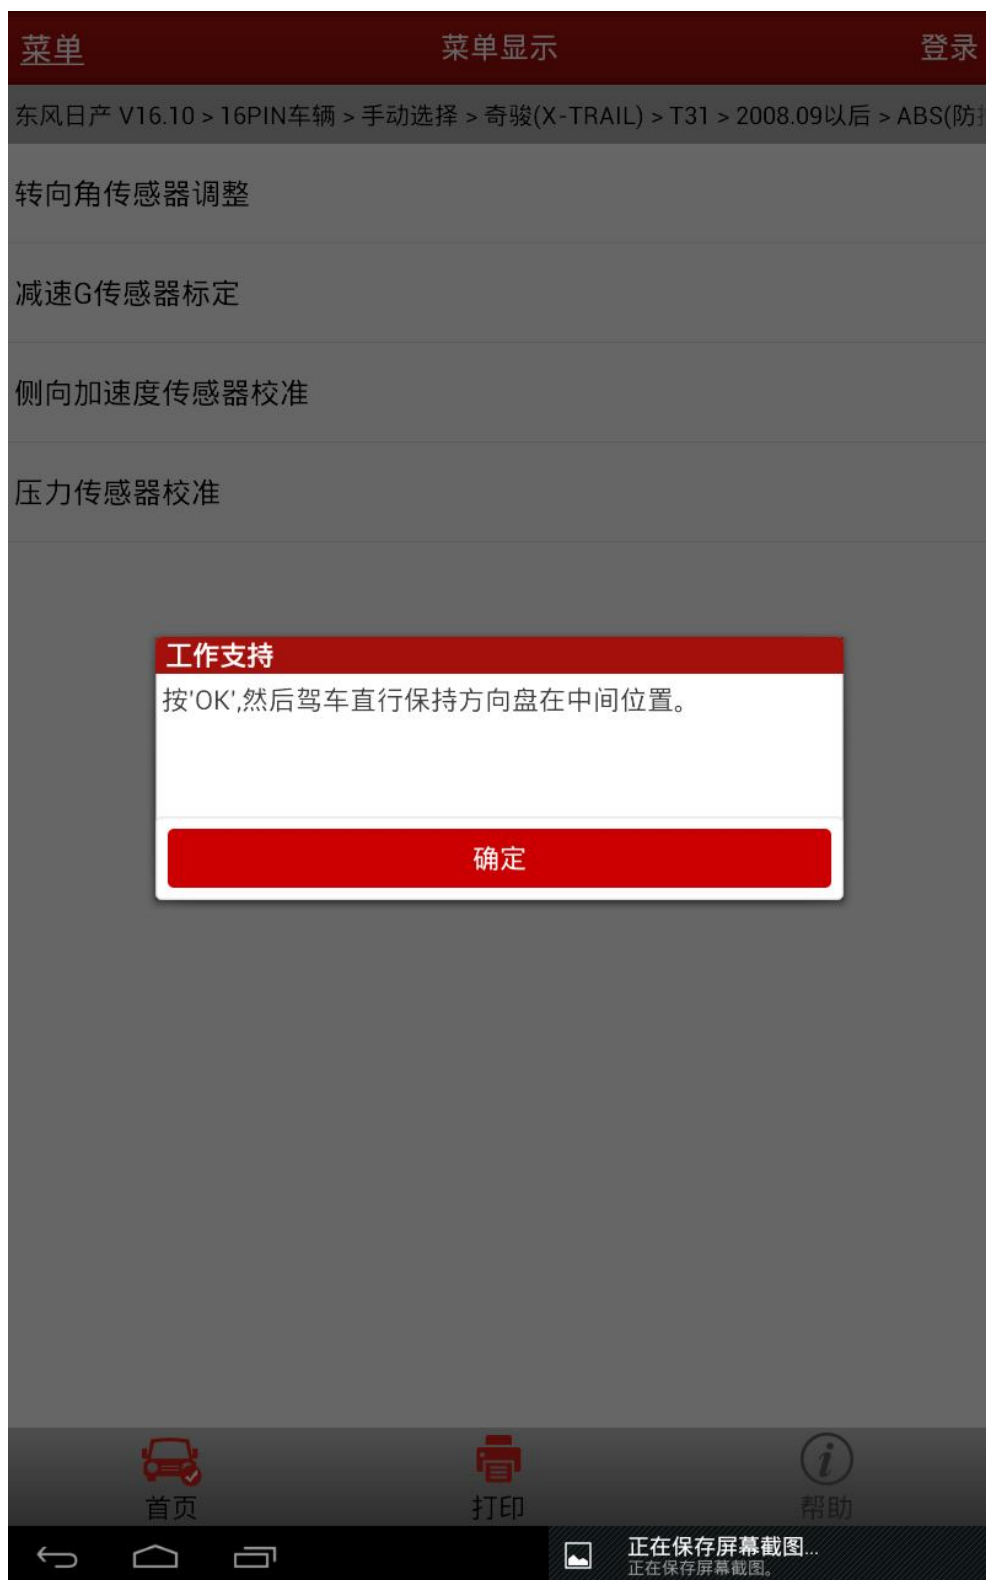 菜单 菜单显示 登录
东风日产 V16.10 > 16PIN车辆 > 手动选择 > 奇骏(X-TRAIL) > T31 > 2008.09以后 > ABS(防
转向角传感器调整
减速G传感器标定
侧向加速度传感器校准
压力传感器校准
工作支持
按'OK',然后驾车直行保持方向盘在中间位置。
确定
首页 打印 帮助
正在保存屏幕截图...
正在保存屏幕截图。